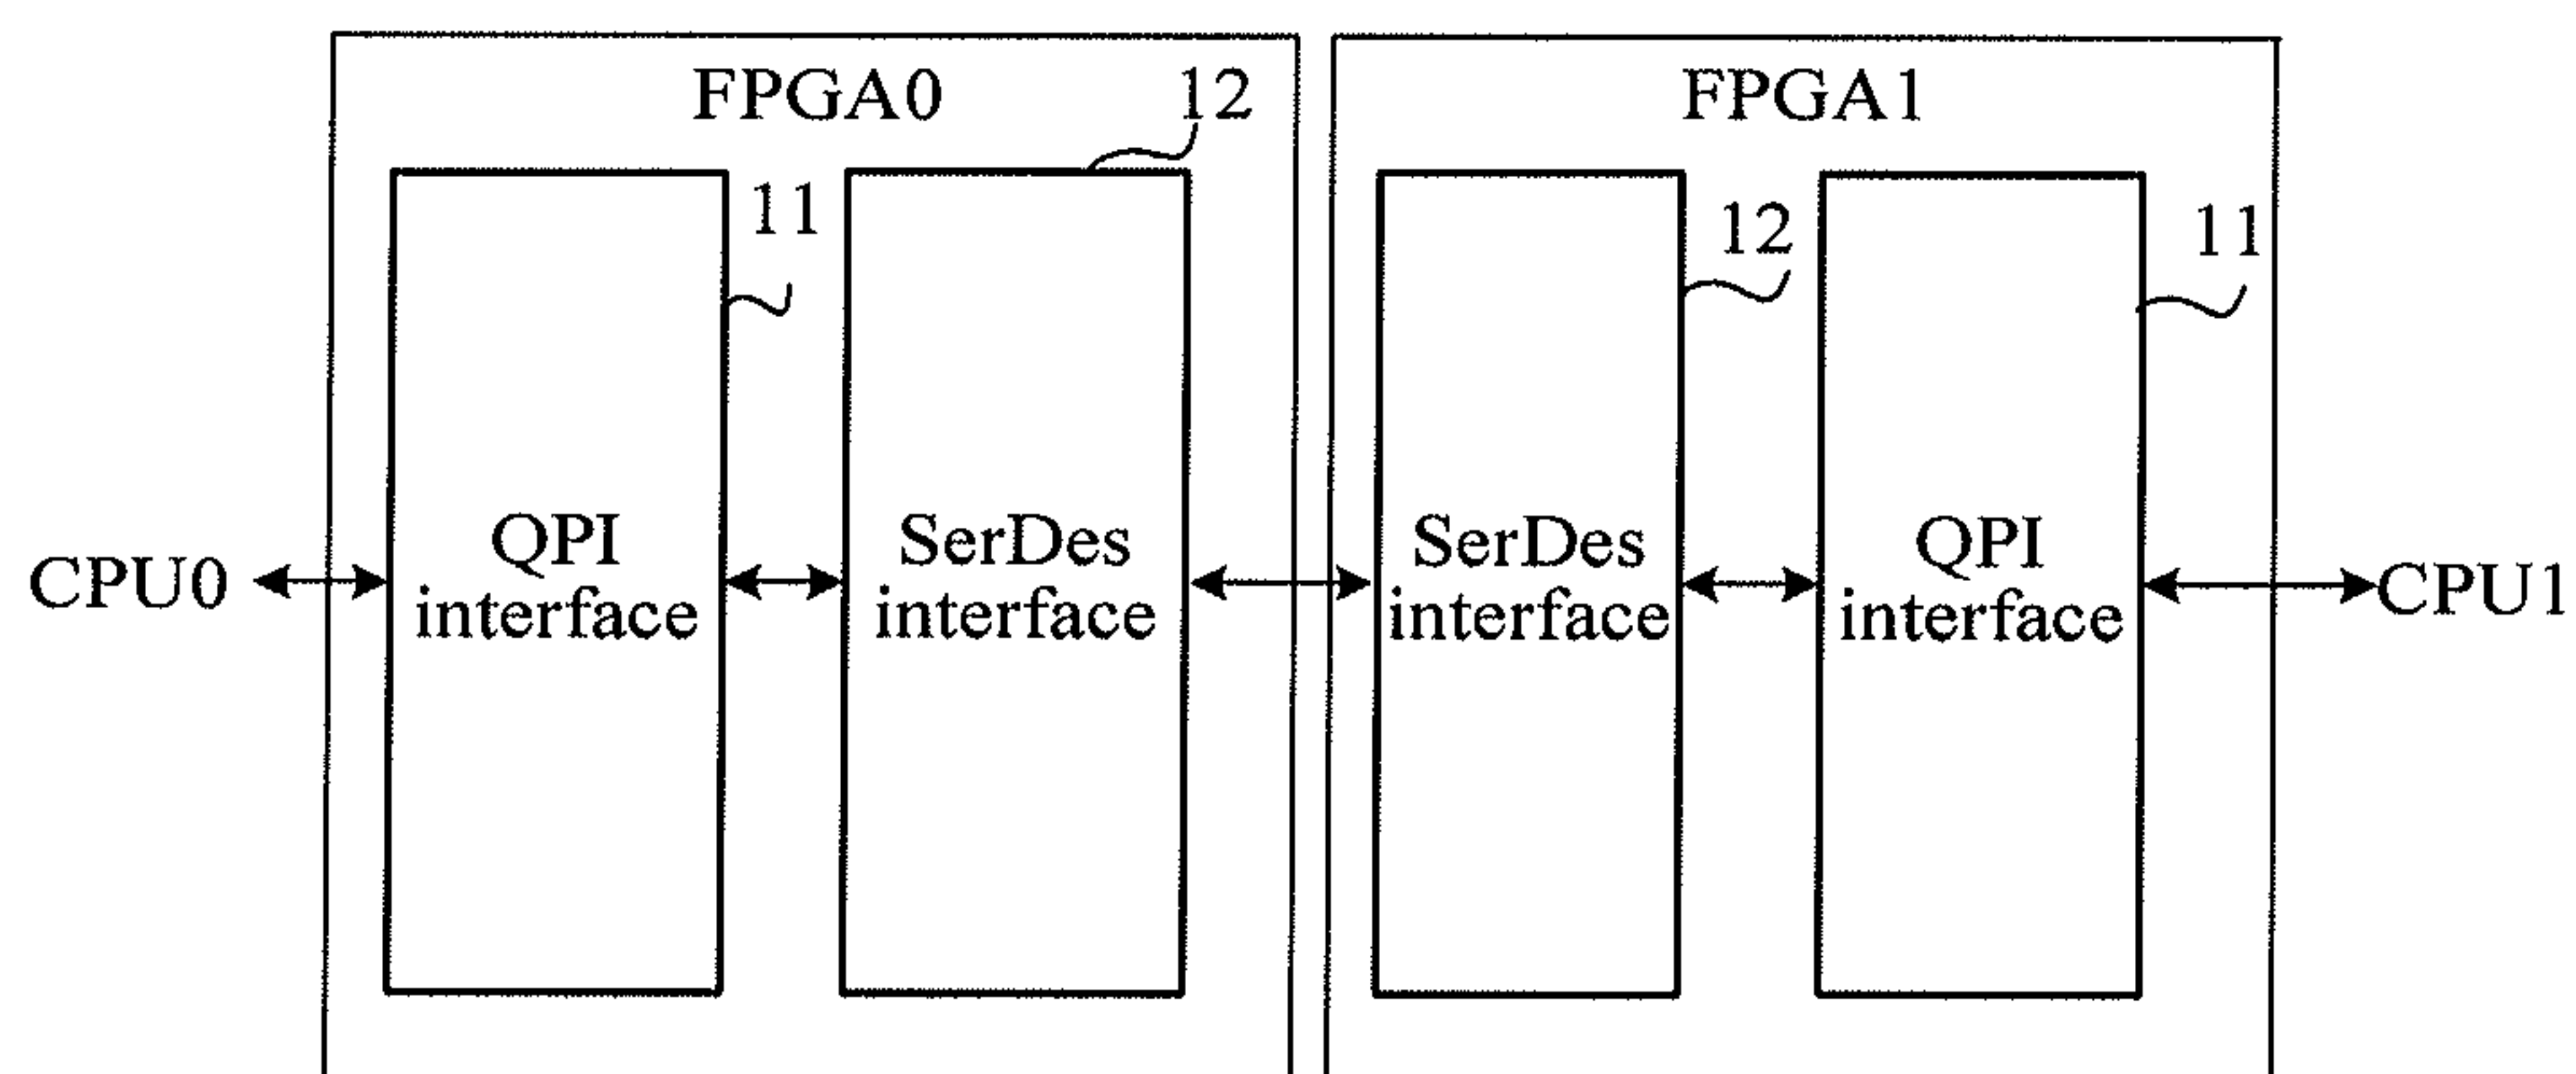 FPGA0
12
FPGA1
11
12
11
CPU0
QPI
interface
SerDes
interface
SerDes
interface
QPI
interface
CPU1